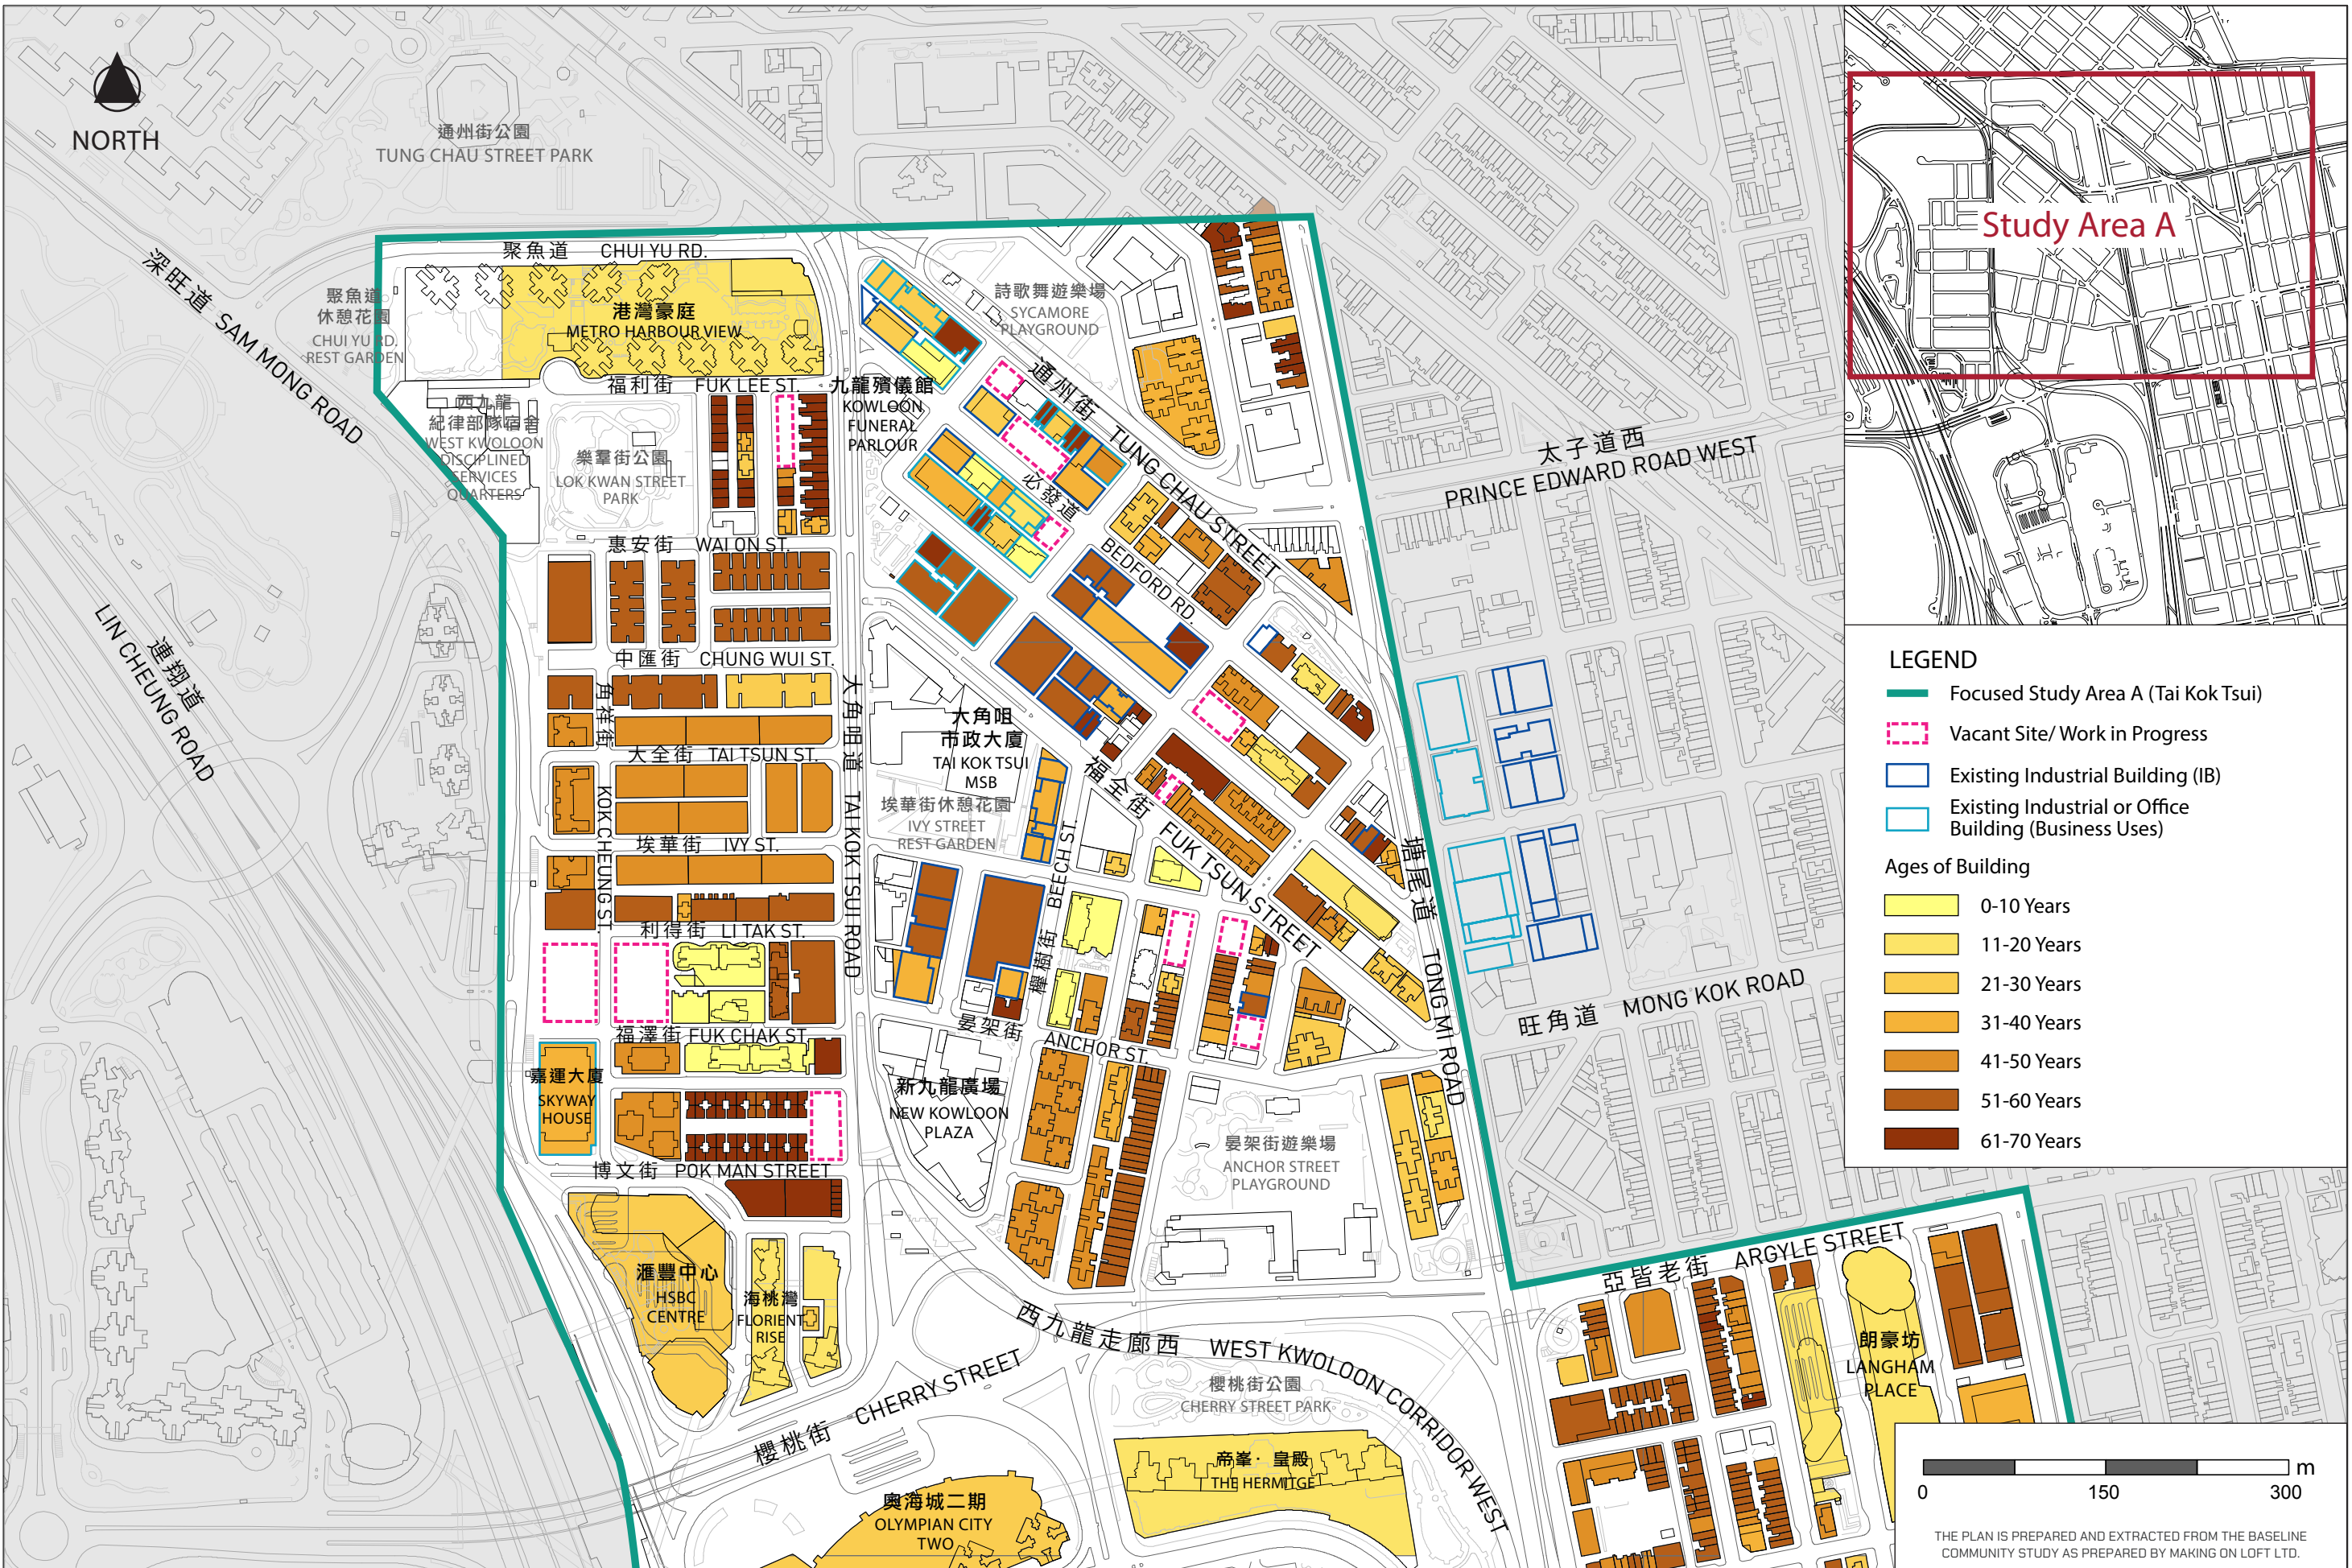 NORTH
通州街公園
TUNG CHAU STREET PARK
深旺道 SAM MONG ROAD
聚魚道 CHUI YU RD.
聚魚道
休憩花園
CHUI YU RD.
REST GARDEN
港灣豪庭
METRO HARBOUR VIEW
詩歌舞遊樂場
SYCAMORE
PLAYGROUND
福利街 FUK LEE ST.
九龍殯儀館
KOWLOON
FUNERAL
PARLOUR
西九龍
紀律部隊宿舍
WEST KWOLOON
DISCIPLINED
SERVICES
QUARTERS
樂羣街公園
LOK KWAN STREET
PARK
通州街 TUNG CHAU STREET
必發道
BEDFORD RD.
太子道西
PRINCE EDWARD ROAD WEST
惠安街 WAI ON ST.
連翔道
LIN CHEUNG ROAD
中匯街 CHUNG WUI ST.
角祥街
KOK CHEUNG ST.
大角咀道 TAI KOK TSUI ROAD
大角咀
市政大廈
TAI KOK TSUI
MSB
大全街 TAI TSUN ST.
埃華街休憩花園
IVY STREET
REST GARDEN
福全街 FUK TSUN STREET
埃華街 IVY ST.
BEECH ST.
櫸樹街
塘尾道 TONG MI ROAD
利得街 LI TAK ST.
旺角道 MONG KOK ROAD
福澤街 FUK CHAK ST.
晏架街 ANCHOR ST.
嘉運大廈
SKYWAY
HOUSE
新九龍廣場
NEW KOWLOON
PLAZA
晏架街遊樂場
ANCHOR STREET
PLAYGROUND
博文街 POK MAN STREET
滙豐中心
HSBC
CENTRE
海桃灣
FLORIENT
RISE
亞皆老街 ARGYLE STREET
西九龍走廊西 WEST KWOLOON CORRIDOR WEST
櫻桃街 CHERRY STREET
櫻桃街公園
CHERRY STREET PARK
朗豪坊
LANGHAM
PLACE
帝峯·皇殿
THE HERMITGE
奧海城二期
OLYMPIAN CITY
TWO
Study Area A
LEGEND
Focused Study Area A (Tai Kok Tsui)
Vacant Site/ Work in Progress
Existing Industrial Building (IB)
Existing Industrial or Office
Building (Business Uses)
Ages of Building
0-10 Years
11-20 Years
21-30 Years
31-40 Years
41-50 Years
51-60 Years
61-70 Years
m
0 150 300
THE PLAN IS PREPARED AND EXTRACTED FROM THE BASELINE
COMMUNITY STUDY AS PREPARED BY MAKING ON LOFT LTD.